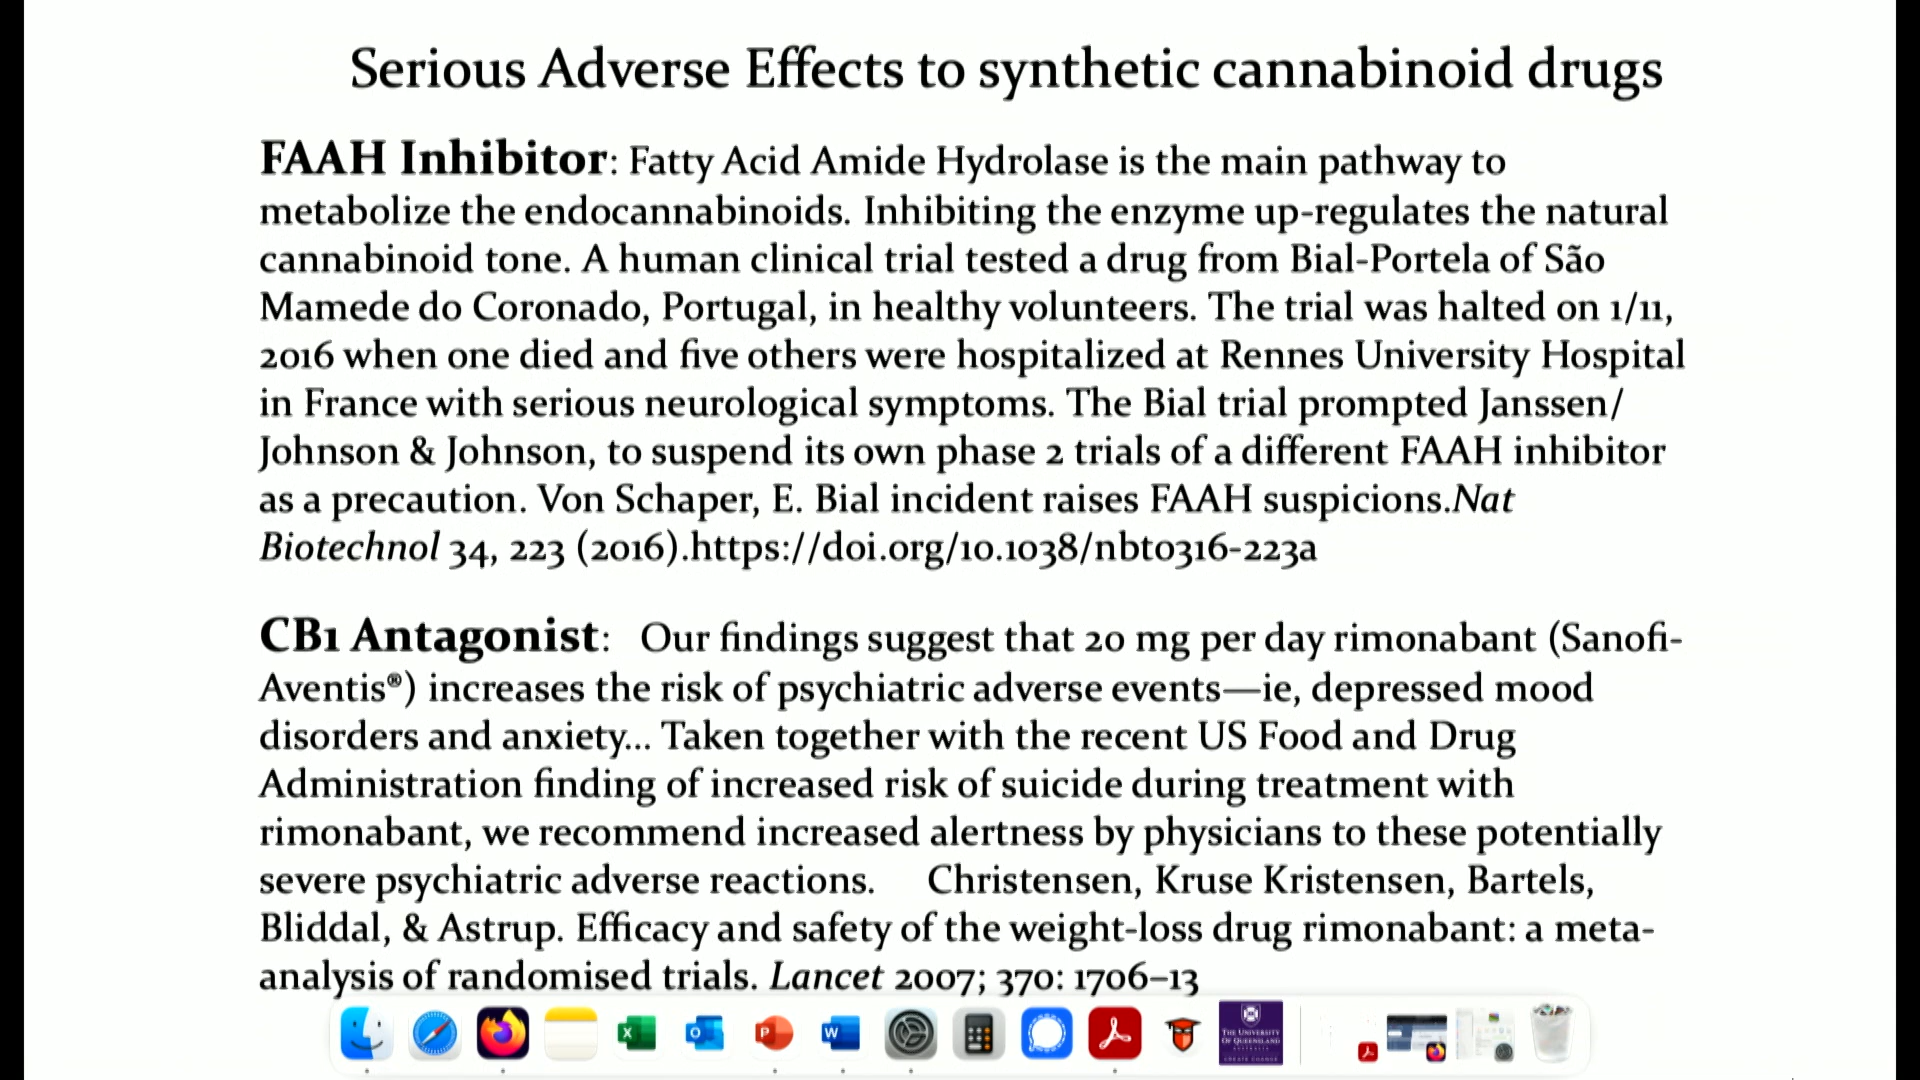 Serious Adverse Effects to synthetic cannabinoid drugs
FAAH Inhibitor: Fatty Acid Amide Hydrolase is the main pathway to
metabolize the endocannabinoids. Inhibiting the enzyme up-regulates the natural
cannabinoid tone. A human clinical trial tested a drug from Bial-Portela of São
Mamede do Coronado, Portugal, in healthy volunteers. The trial was halted on 1/11,
2016 when one died and five others were hospitalized at Rennes University Hospital
in France with serious neurological symptoms. The Bial trial prompted Janssen/
Johnson & Johnson, to suspend its own phase 2 trials of a different FAAH inhibitor
as a precaution. Von Schaper, E. Bial incident raises FAAH suspicions.Nat
Biotechnol 34, 223 (2016).https://doi.org/10.1038/nbt0316-223a
CB1 Antagonist: Our findings suggest that 20 mg per day rimonabant (Sanofi-
Aventis®) increases the risk of psychiatric adverse events—ie, depressed mood
disorders and anxiety... Taken together with the recent US Food and Drug
Administration finding of increased risk of suicide during treatment with
rimonabant, we recommend increased alertness by physicians to these potentially
severe psychiatric adverse reactions. Christensen, Kruse Kristensen, Bartels,
Bliddal, & Astrup. Efficacy and safety of the weight-loss drug rimonabant: a meta-
analysis of randomised trials. Lancet 2007; 370: 1706–13
X
O
P
W
THE UNIVERSITY
OF QUEENSLAND
AUSTRALIA
CREATE CHANGE